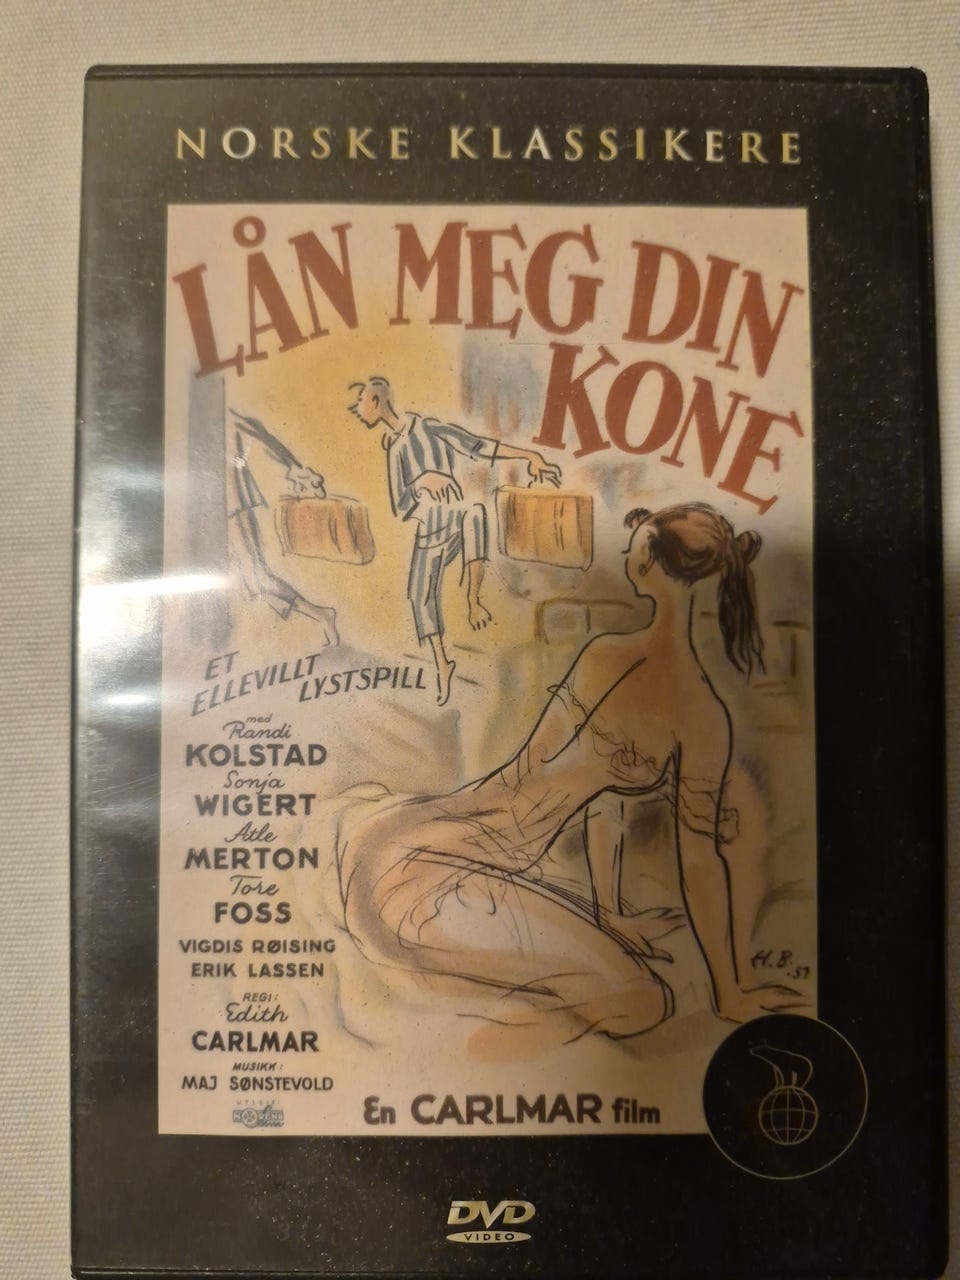 NORSKE KLASSIKERE
LÅN MEG DIN
KONE
ET
ELLEVILLT
LYSTSPILL
med
Randi
KOLSTAD
Sonja
WIGERT
Atle
MERTON
Tore
FOSS
VIGDIS RØISING
ERIK LASSEN
REGI:
Edith
CARLMAR
MUSIKK:
MAJ SØNSTEVOLD
UTLEIE:
En CARLMAR film
H.B.
DVD
VIDEO